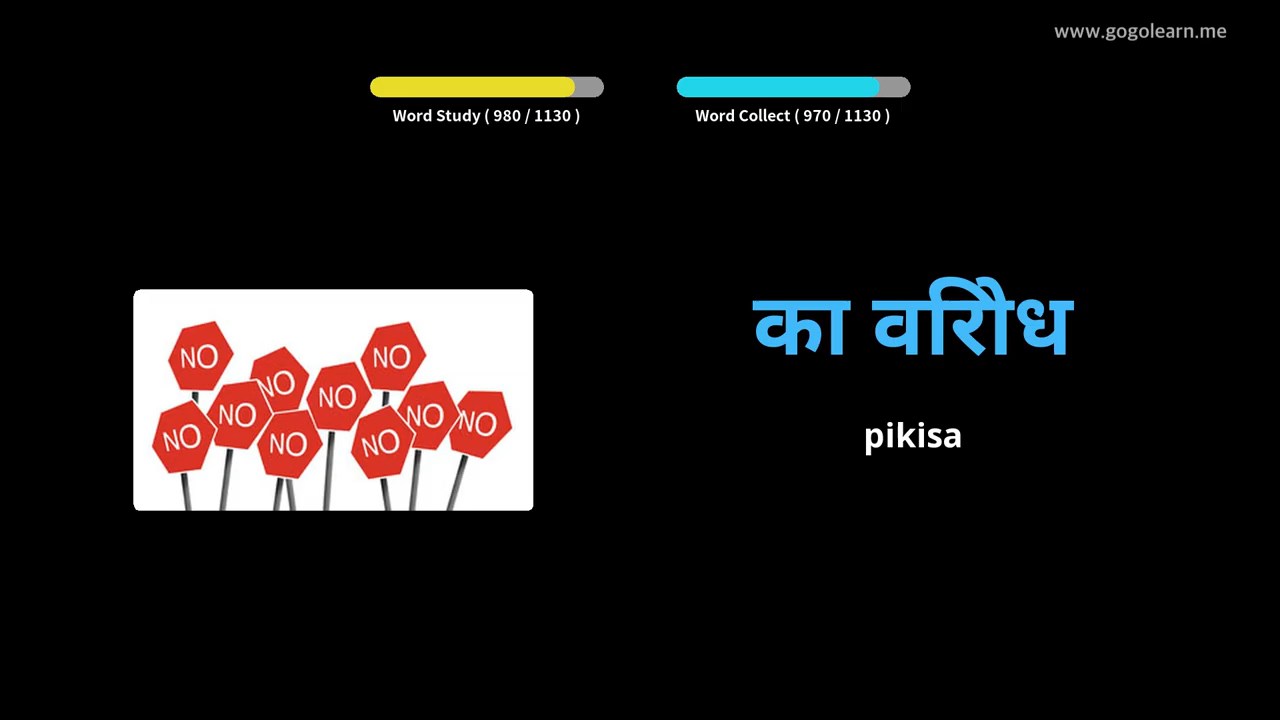 www.gogolearn.me
Word Study ( 980 / 1130 )
Word Collect ( 970 / 1130 )
का वरिोध
pikisa
NO
NO
NO
NO
NO
NO
NO
NO
NO
NO